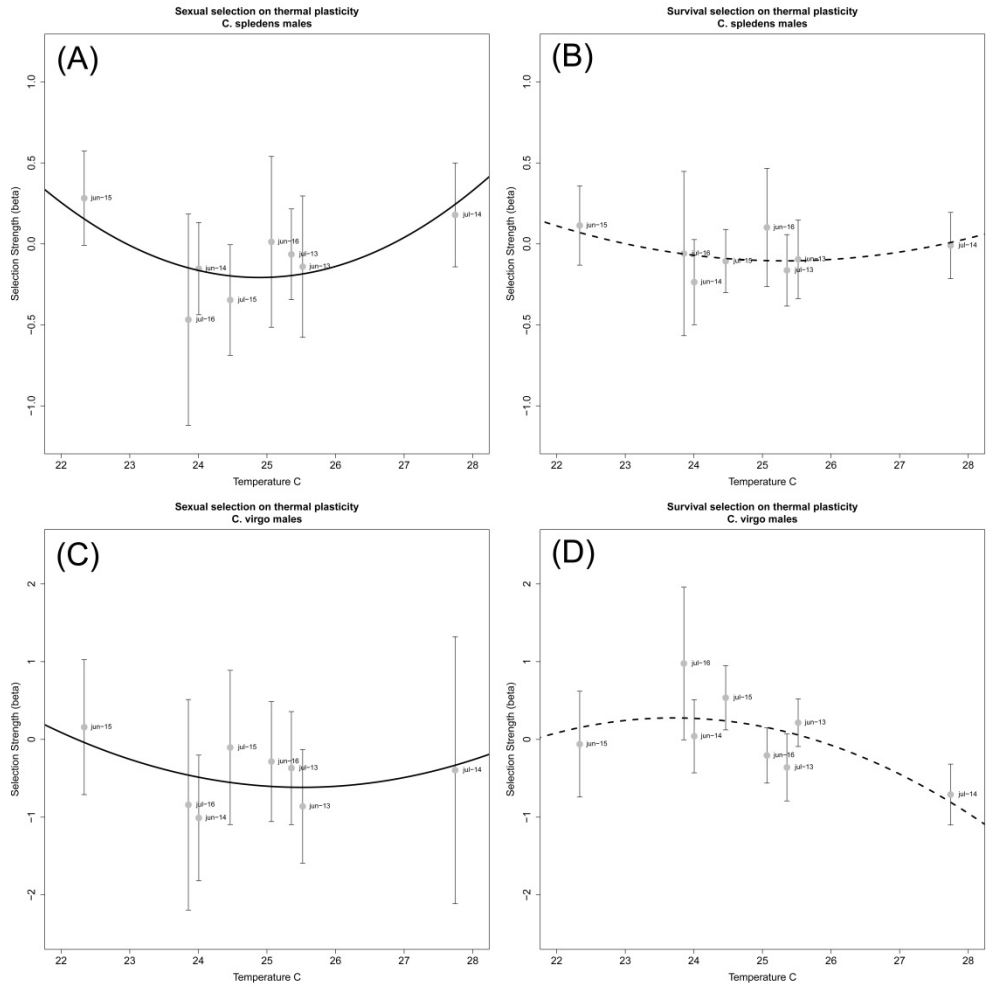 Sexual selection on thermal plasticity
C. spledens males
(A)
Selection Strength (beta)
1.0
0.5
0.0
−0.5
−1.0
jun−15
jul−16
jun−14
jul−15
jun−16
jul−13
jun−13
jul−14
22 23 24 25 26 27 28
Temperature C
Survival selection on thermal plasticity
C. spledens males
(B)
Selection Strength (beta)
1.0
0.5
0.0
−0.5
−1.0
jun−15
jul−16
jun−14
jul−15
jun−16
jul−13
jun−13
jul−14
22 23 24 25 26 27 28
Temperature C
Sexual selection on thermal plasticity
C. virgo males
(C)
Selection Strength (beta)
2
1
0
−1
−2
jun−15
jul−16
jun−14
jul−15
jun−16
jul−13
jun−13
jul−14
22 23 24 25 26 27 28
Temperature C
Survival selection on thermal plasticity
C. virgo males
(D)
Selection Strength (beta)
2
1
0
−1
−2
jun−15
jul−16
jun−14
jul−15
jun−16
jul−13
jun−13
jul−14
22 23 24 25 26 27 28
Temperature C